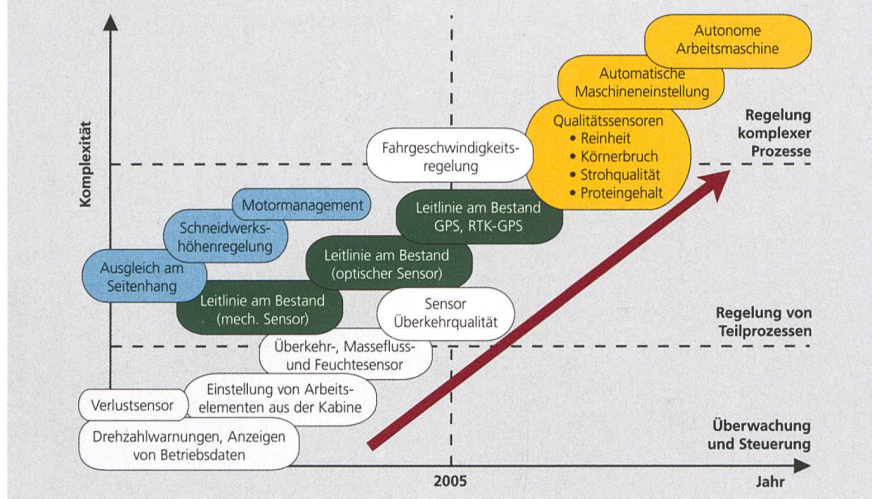 Autonome
Arbeitsmaschine
Automatische
Maschineneinstellung
Qualitätssensoren
• Reinheit
• Körnerbruch
• Strohqualität
• Proteingehalt
Regelung
komplexer
Prozesse
Fahrgeschwindigkeits-
regelung
Komplexität
Motormanagement
Leitlinie am Bestand
GPS, RTK-GPS
Schneidwerks-
höhenregelung
Leitlinie am Bestand
(optischer Sensor)
Ausgleich am
Seitenhang
Leitlinie am Bestand
(mech. Sensor)
Sensor
Überkehrqualität
Regelung von
Teilprozessen
Überkehr-, Massefluss-
und Feuchtesensor
Einstellung von Arbeits-
elementen aus der Kabine
Verlustsensor
Drehzahlwarnungen, Anzeigen
von Betriebsdaten
Überwachung
und Steuerung
2005
Jahr